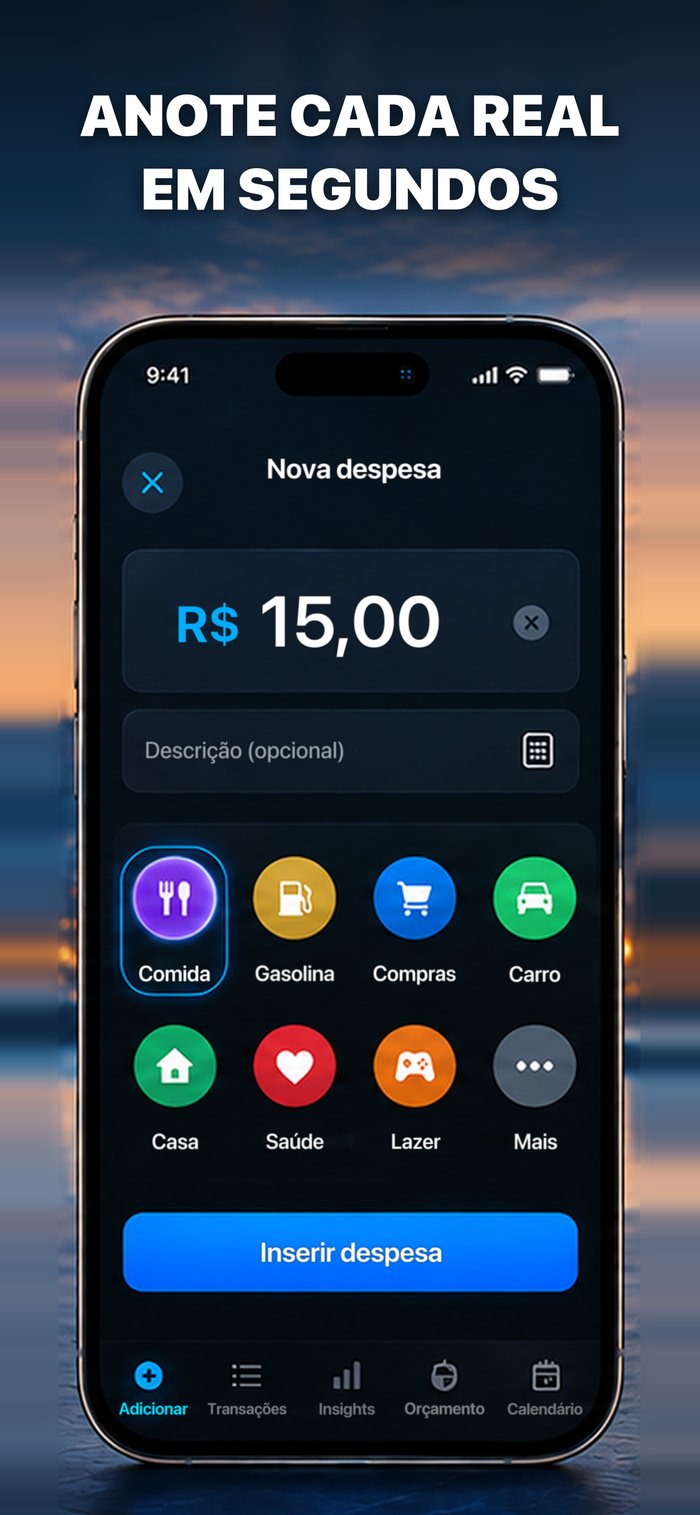 ANOTE CADA REAL
EM SEGUNDOS
9:41
Nova despesa
R$ 15,00
Descrição (opcional)
Comida Gasolina Compras Carro
Casa Saúde Lazer Mais
Inserir despesa
Adicionar Transações Insights Orçamento Calendário